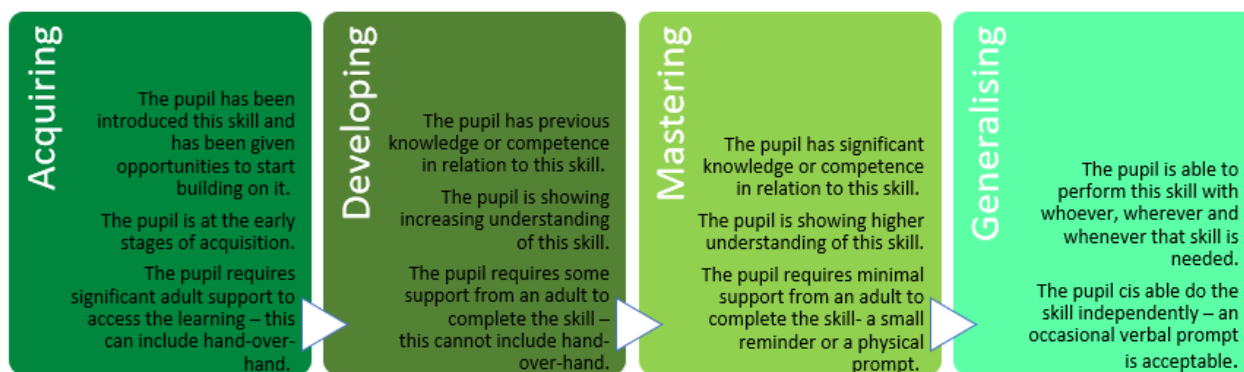 Acquiring
The pupil has been
introduced this skill and
has been given
opportunities to start
building on it.
The pupil is at the early
stages of acquisition.
The pupil requires
significant adult support to
access the learning – this
can include hand-over-
hand.
Developing
The pupil has previous
knowledge or competence
in relation to this skill.
The pupil is showing
increasing understanding
of this skill.
The pupil requires some
support from an adult to
complete the skill –
this cannot include hand-
over-hand.
Mastering
The pupil has significant
knowledge or competence
in relation to this skill.
The pupil is showing higher
understanding of this skill.
The pupil requires minimal
support from an adult to
complete the skill- a small
reminder or a physical
prompt.
Generalising
The pupil is able to
perform this skill with
whoever, wherever and
whenever that skill is
needed.
The pupil cis able do the
skill independently – an
occasional verbal prompt
is acceptable.